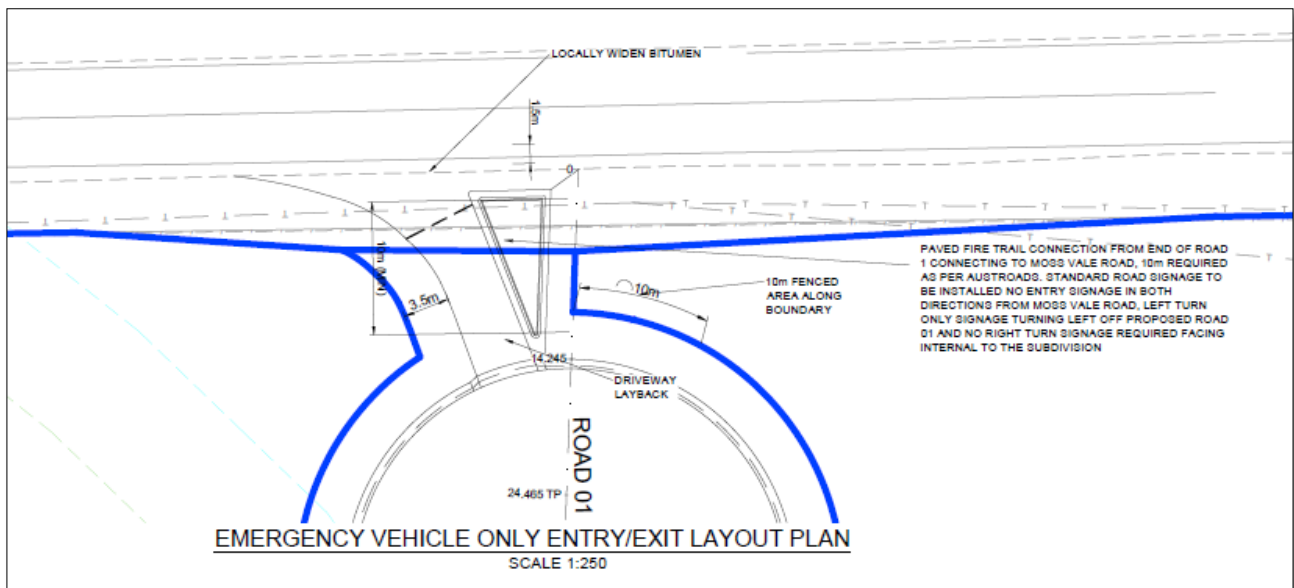 LOCALLY WIDEN BITUMEN
1.5m
0.
10m (MIN)
3.5m
10m
10m FENCED
AREA ALONG
BOUNDARY
PAVED FIRE TRAIL CONNECTION FROM END OF ROAD
1 CONNECTING TO MOSS VALE ROAD, 10m REQUIRED
AS PER AUSTROADS. STANDARD ROAD SIGNAGE TO
BE INSTALLED NO ENTRY SIGNAGE IN BOTH
DIRECTIONS FROM MOSS VALE ROAD, LEFT TURN
ONLY SIGNAGE TURNING LEFT OFF PROPOSED ROAD
01 AND NO RIGHT TURN SIGNAGE REQUIRED FACING
INTERNAL TO THE SUBDIVISION
14.245
DRIVEWAY
LAYBACK
ROAD 01
24.465 TP
EMERGENCY VEHICLE ONLY ENTRY/EXIT LAYOUT PLAN
SCALE 1:250